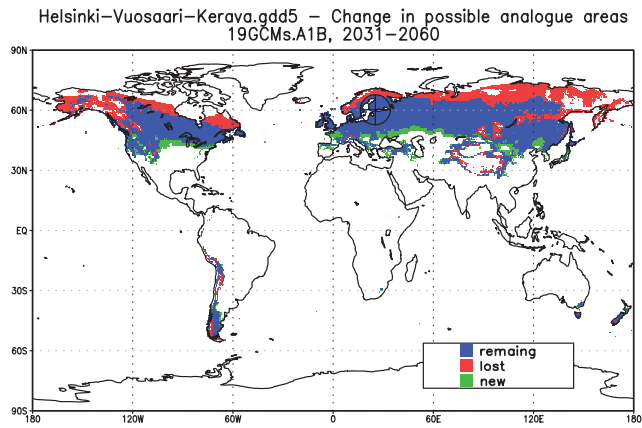 Helsinki-Vuosaari-Kerava.gdd5 - Change in possible analogue areas
19GCMs.A1B, 2031-2060
90N
60N
30N
EQ
30S
60S
90S
180 120W 60W 0 60E 120E 180
remaing
lost
new